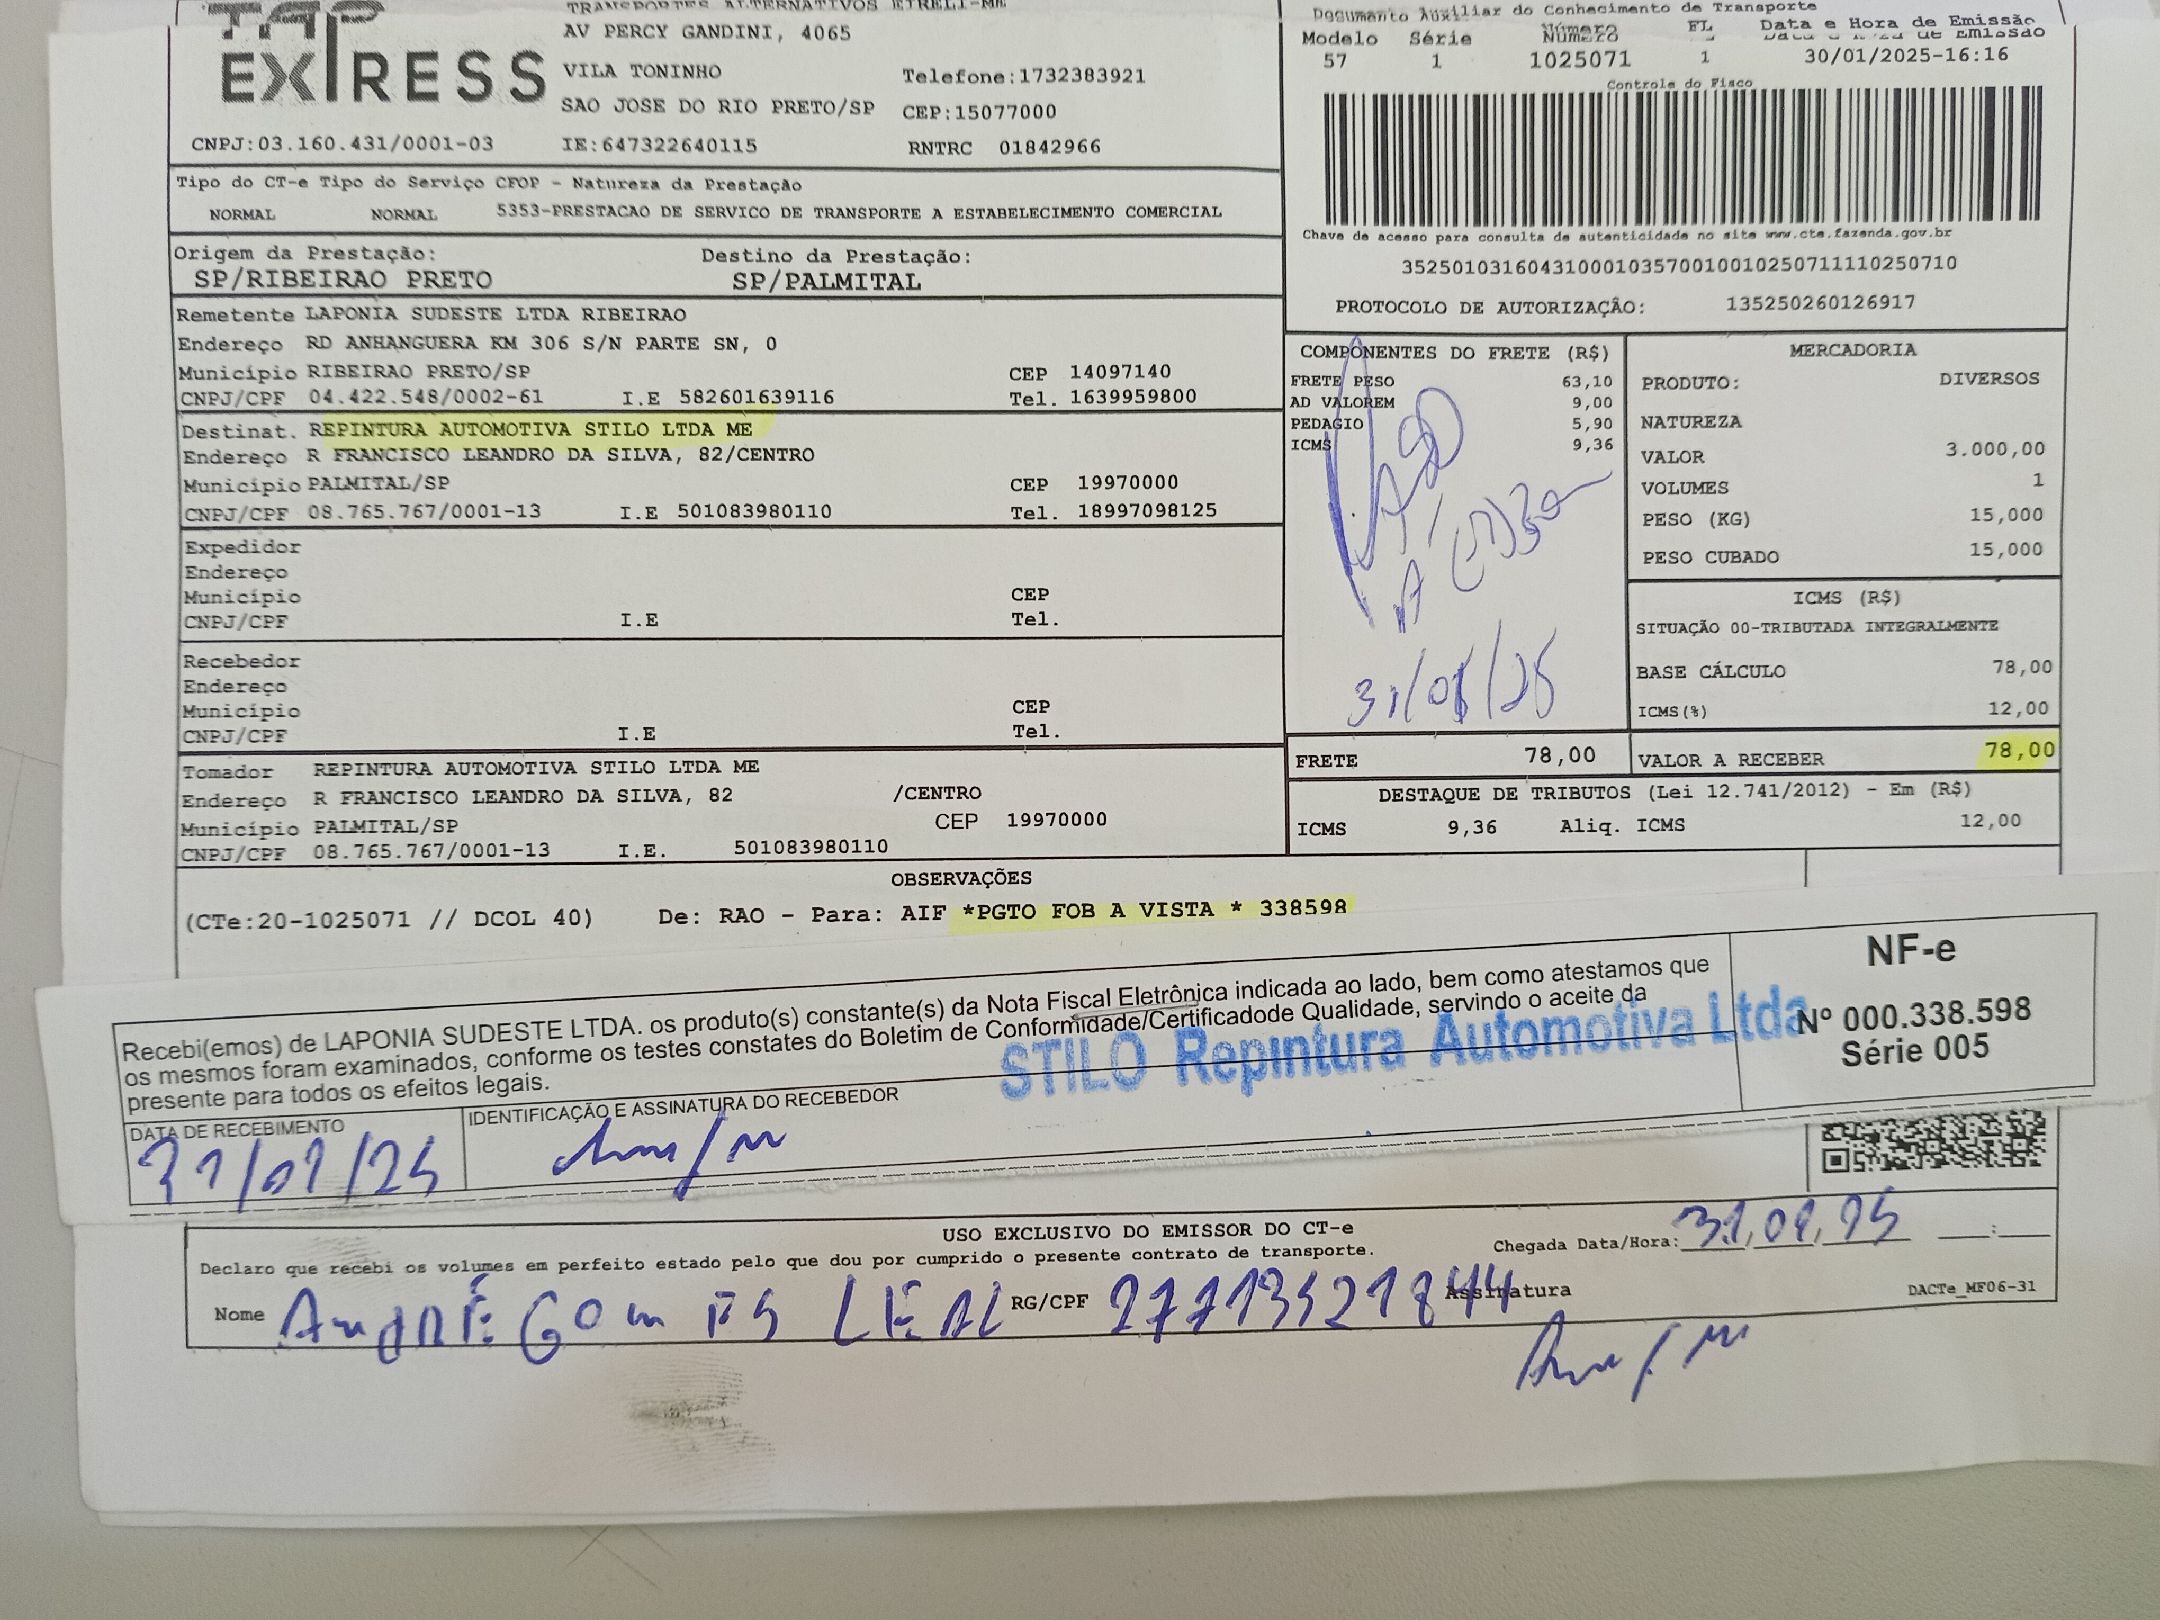 TAP
EXPRESS
TRANSPORTES ALTERNATIVOS EIRELI-ME
AV PERCY GANDINI, 4065
VILA TONINHO
Telefone:1732383921
SAO JOSE DO RIO PRETO/SP CEP:15077000
CNPJ:03.160.431/0001-03 IE:647322640115 RNTRC 01842966
Documento Auxiliar do Conhecimento de Transporte
Modelo Série Número FL Data e Hora de Emissão
57 1 1025071 1 30/01/2025-16:16
Controle do Fisco
Chave de acesso para consulta de autenticidade no site www.cte.fazenda.gov.br
35250103160431000103570010010250711110250710
PROTOCOLO DE AUTORIZAÇÃO: 135250260126917
Tipo do CT-e Tipo do Serviço CFOP - Natureza da Prestação
NORMAL NORMAL 5353-PRESTACAO DE SERVICO DE TRANSPORTE A ESTABELECIMENTO COMERCIAL
Origem da Prestação: Destino da Prestação:
SP/RIBEIRAO PRETO SP/PALMITAL
Remetente LAPONIA SUDESTE LTDA RIBEIRAO
Endereço RD ANHANGUERA KM 306 S/N PARTE SN, 0
Município RIBEIRAO PRETO/SP CEP 14097140
CNPJ/CPF 04.422.548/0002-61 I.E 582601639116 Tel. 1639959800
Destinat. REPINTURA AUTOMOTIVA STILO LTDA ME
Endereço R FRANCISCO LEANDRO DA SILVA, 82/CENTRO
Município PALMITAL/SP CEP 19970000
CNPJ/CPF 08.765.767/0001-13 I.E 501083980110 Tel. 18997098125
Expedidor
Endereço
Município CEP
CNPJ/CPF I.E Tel.
Recebedor
Endereço
Município CEP
CNPJ/CPF I.E Tel.
Tomador REPINTURA AUTOMOTIVA STILO LTDA ME
Endereço R FRANCISCO LEANDRO DA SILVA, 82 /CENTRO
Município PALMITAL/SP CEP 19970000
CNPJ/CPF 08.765.767/0001-13 I.E. 501083980110
COMPONENTES DO FRETE (R$)
FRETE PESO 63,10
AD VALOREM 9,00
PEDAGIO 5,90
ICMS 9,36
31/01/25
FRETE 78,00
MERCADORIA
PRODUTO: DIVERSOS
NATUREZA
VALOR 3.000,00
VOLUMES 1
PESO (KG) 15,000
PESO CUBADO 15,000
ICMS (R$)
SITUAÇÃO 00-TRIBUTADA INTEGRALMENTE
BASE CÁLCULO 78,00
ICMS(%) 12,00
VALOR A RECEBER 78,00
DESTAQUE DE TRIBUTOS (Lei 12.741/2012) - Em (R$)
ICMS 9,36 Aliq. ICMS 12,00
OBSERVAÇÕES
(CTe:20-1025071 // DCOL 40) De: RAO - Para: AIF *PGTO FOB A VISTA * 338598
Recebi(emos) de LAPONIA SUDESTE LTDA. os produto(s) constante(s) da Nota Fiscal Eletrônica indicada ao lado, bem como atestamos que
os mesmos foram examinados, conforme os testes constates do Boletim de Conformidade/Certificadode Qualidade, servindo o aceite da
presente para todos os efeitos legais.
STILO Repintura Automotiva Ltda
NF-e
Nº 000.338.598
Série 005
DATA DE RECEBIMENTO IDENTIFICAÇÃO E ASSINATURA DO RECEBEDOR
31/01/25
USO EXCLUSIVO DO EMISSOR DO CT-e
Declaro que recebi os volumes em perfeito estado pelo que dou por cumprido o presente contrato de transporte.
Chegada Data/Hora: 31,01,25 __:__
Nome ANDRÉ GOMES LEAL RG/CPF 27713521844 Assinatura
DACTe_MF06-31